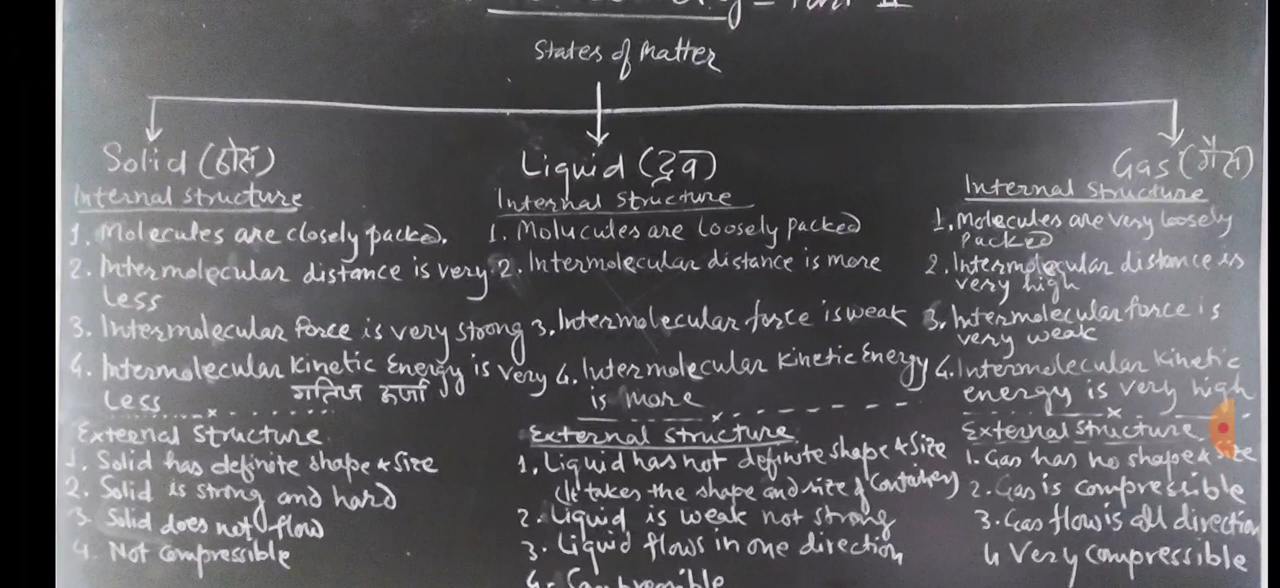 Part II
States of Matter
Solid (ठोस)
Internal structure
1. Molecules are closely packed.
2. Intermolecular distance is very
less
3. Intermolecular force is very strong
4. Intermolecular Kinetic Energy is very
गतिज ऊर्जा
less
External structure
1. Solid has definite shape & size
2. Solid is strong and hard
3. Solid does not flow
4. Not compressible
Liquid (द्रव)
Internal structure
1. Molucules are loosely packed
2. Intermolecular distance is more
3. Intermolecular force is weak
4. Intermolecular Kinetic Energy
is more
External structure
1. Liquid has not definite shape & size
(It takes the shape and size of Container)
2. Liquid is weak not strong
3. Liquid flows in one direction
4.
Gas (गैस)
Internal structure
1. Molecules are very loosely
packed
2. Intermolecular distance is
very high
3. Intermolecular force is
very weak
4. Intermolecular kinetic
energy is very high
External structure
1. Gas has no shape & size
2. Gas is compressible
3. Gas flow is all direction
4 Very compressible